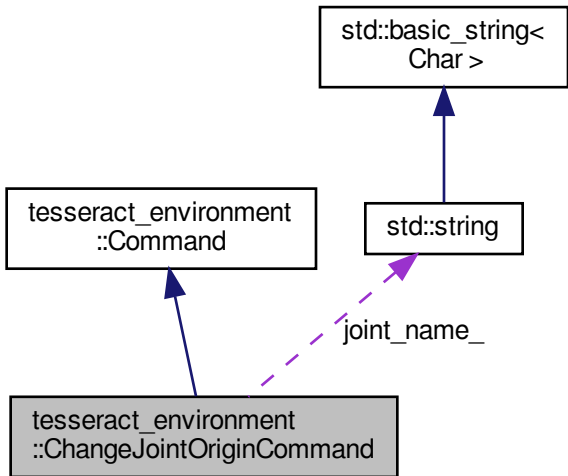 std::basic_string<
Char >
tesseract_environment
::Command
std::string
joint_name_
tesseract_environment
::ChangeJointOriginCommand